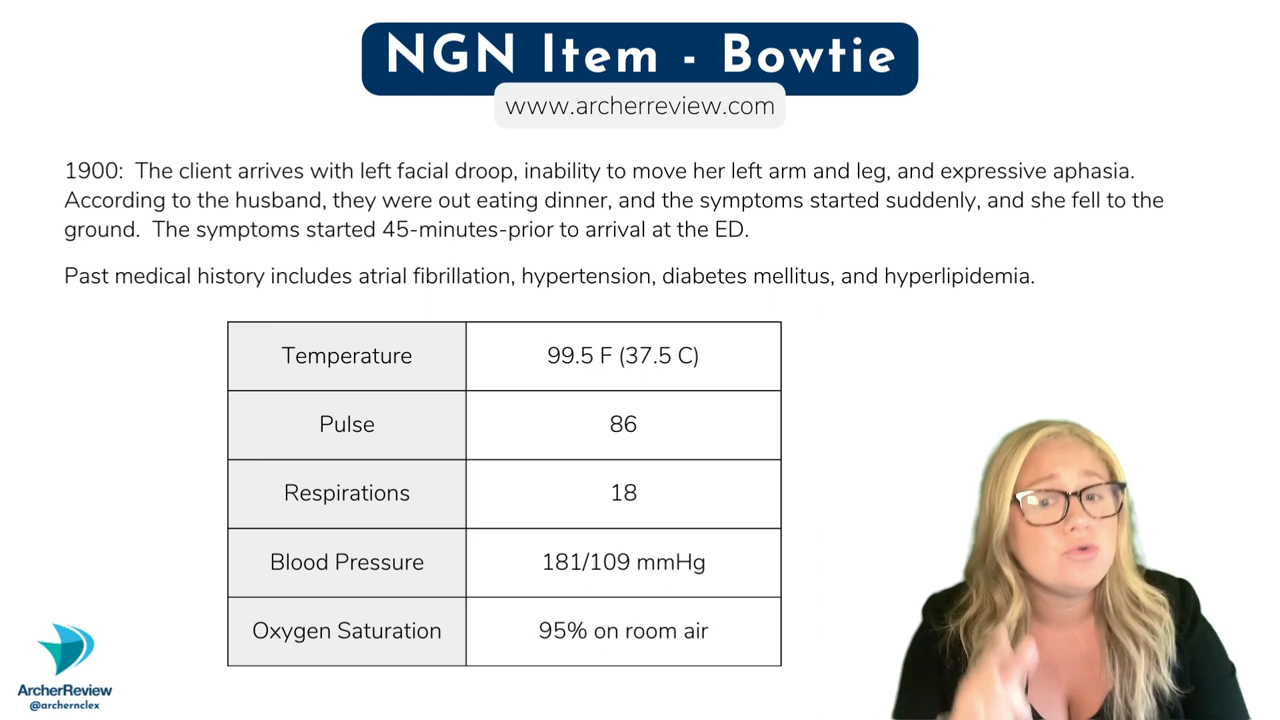 NGN Item - Bowtie
www.archerreview.com
1900:  The client arrives with left facial droop, inability to move her left arm and leg, and expressive aphasia.
According to the husband, they were out eating dinner, and the symptoms started suddenly, and she fell to the
ground.  The symptoms started 45-minutes-prior to arrival at the ED.
Past medical history includes atrial fibrillation, hypertension, diabetes mellitus, and hyperlipidemia.
Temperature 99.5 F (37.5 C)
Pulse 86
Respirations 18
Blood Pressure 181/109 mmHg
Oxygen Saturation 95% on room air
ArcherReview
@archernclex